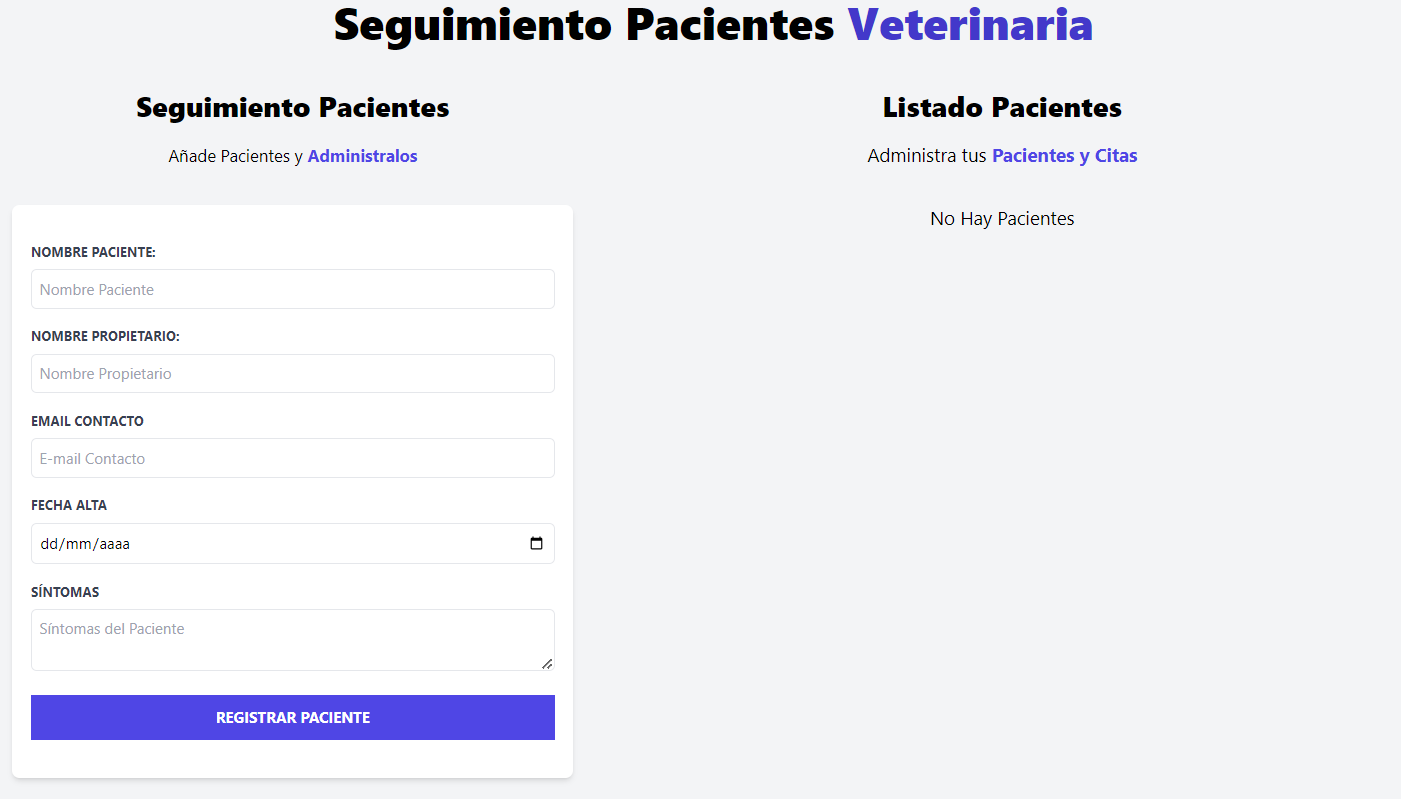 Seguimiento Pacientes Veterinaria
Seguimiento Pacientes
Añade Pacientes y Administralos
NOMBRE PACIENTE:
Nombre Paciente
NOMBRE PROPIETARIO:
Nombre Propietario
EMAIL CONTACTO
E-mail Contacto
FECHA ALTA
dd/mm/aaaa
SÍNTOMAS
Síntomas del Paciente
REGISTRAR PACIENTE
Listado Pacientes
Administra tus Pacientes y Citas
No Hay Pacientes